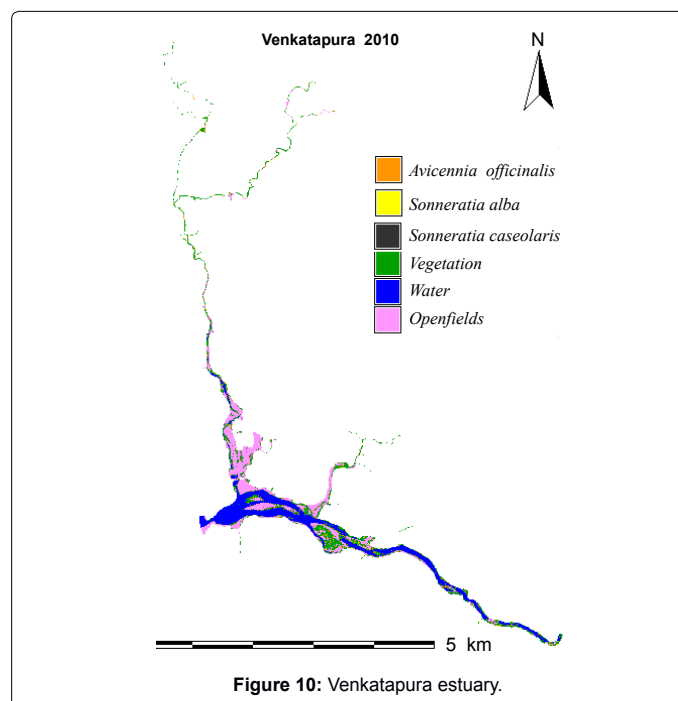 Venkatapura 2010
N
Avicennia officinalis
Sonneratia alba
Sonneratia caseolaris
Vegetation
Water
Openfields
5 km
Figure 10: Venkatapura estuary.